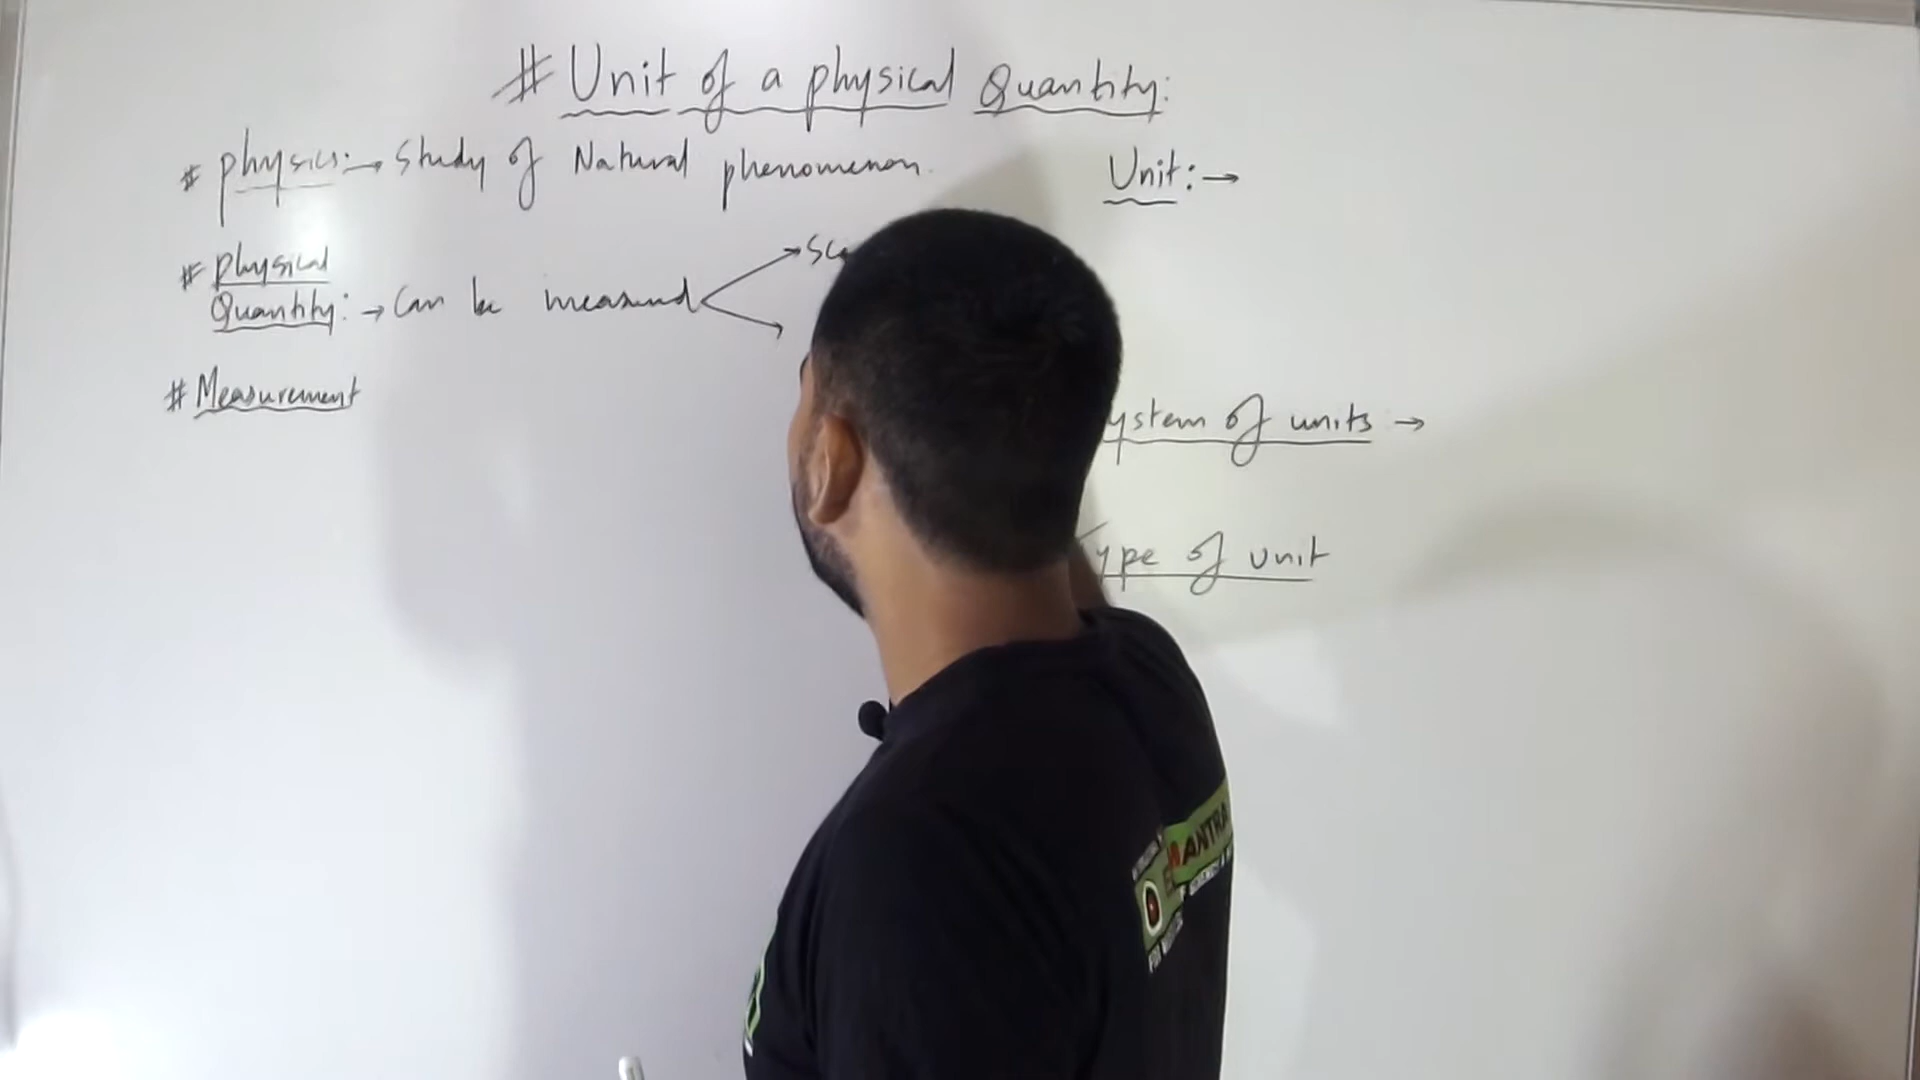 # Unit of a physical Quantity:
# physics:→ Study of Natural phenomenon.
# physical
Quantity:→ Can be measured
# Measurement
Unit:→
ystem of units →
ype of unit
ANTRA